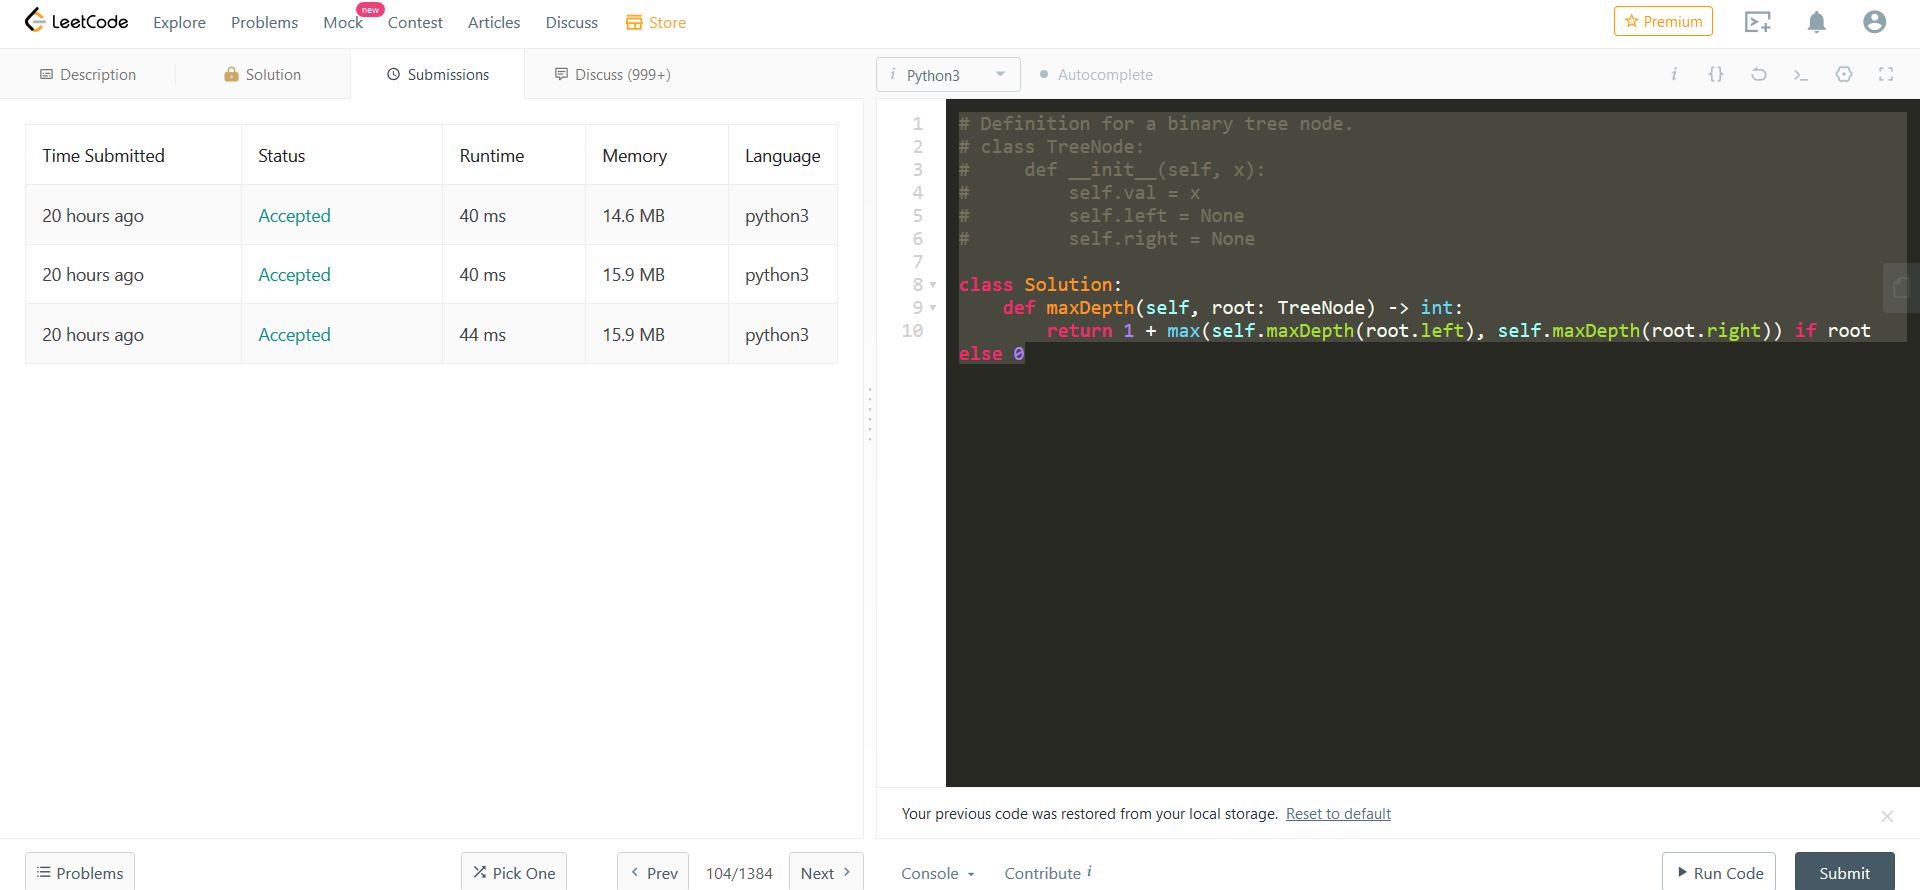 LeetCode Explore Problems Mock new Contest Articles Discuss Store Premium
Description Solution Submissions Discuss (999+)
Time Submitted Status Runtime Memory Language
20 hours ago Accepted 40 ms 14.6 MB python3
20 hours ago Accepted 40 ms 15.9 MB python3
20 hours ago Accepted 44 ms 15.9 MB python3
i Python3 Autocomplete i {} >_
1 # Definition for a binary tree node.
2 # class TreeNode:
3 #     def __init__(self, x):
4 #         self.val = x
5 #         self.left = None
6 #         self.right = None
7
8 class Solution:
9     def maxDepth(self, root: TreeNode) -> int:
10         return 1 + max(self.maxDepth(root.left), self.maxDepth(root.right)) if root
else 0
Your previous code was restored from your local storage. Reset to default
Problems Pick One Prev 104/1384 Next Console Contribute i Run Code Submit